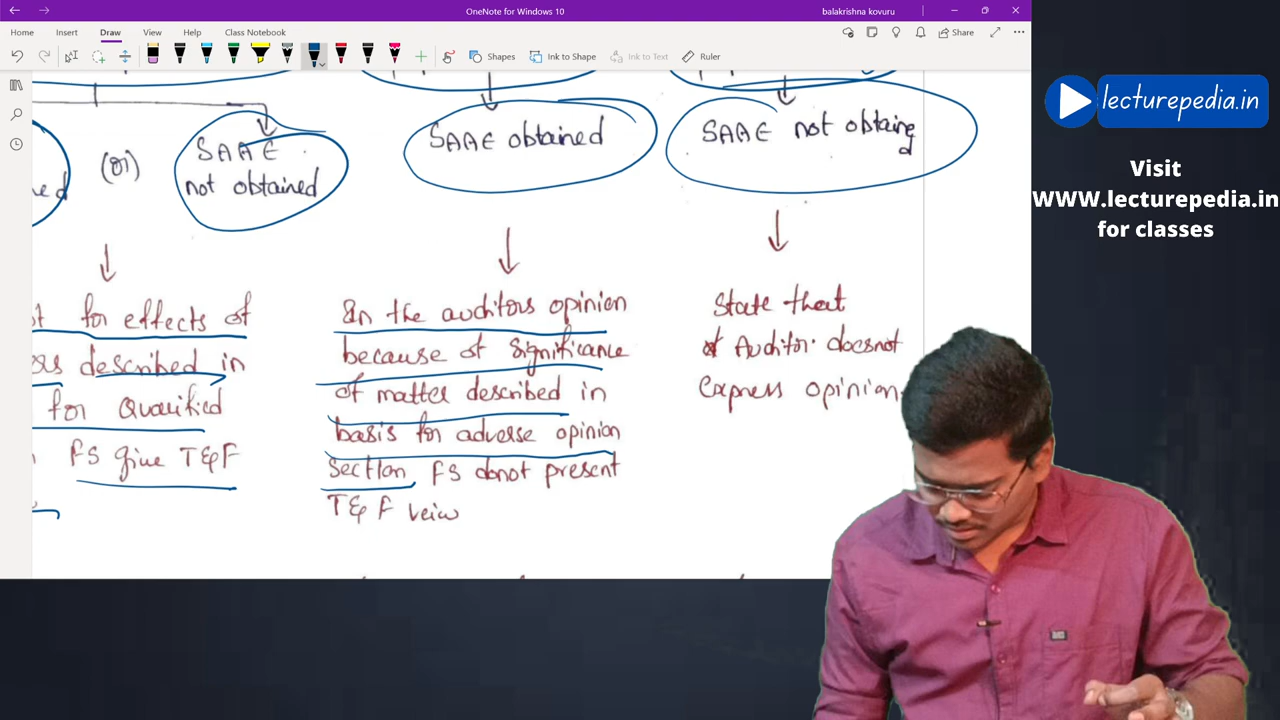 OneNote for Windows 10
balakrishna kovuru
Home
Insert
Draw
View
Help
Class Notebook
Share
Shapes
Ink to Shape
Ink to Text
Ruler
SAAE
not obtained
(or)
SAAE obtained
SAAE not obtained
for effects of
described in
for Qualified
FS give T&F
In the auditors opinion
because of significance
of matter described in
basis for adverse opinion
section FS donot present
T & F veiw
State that
Auditor doesnot
express opinion
lecturepedia.in
Visit
WWW.lecturepedia.in
for classes